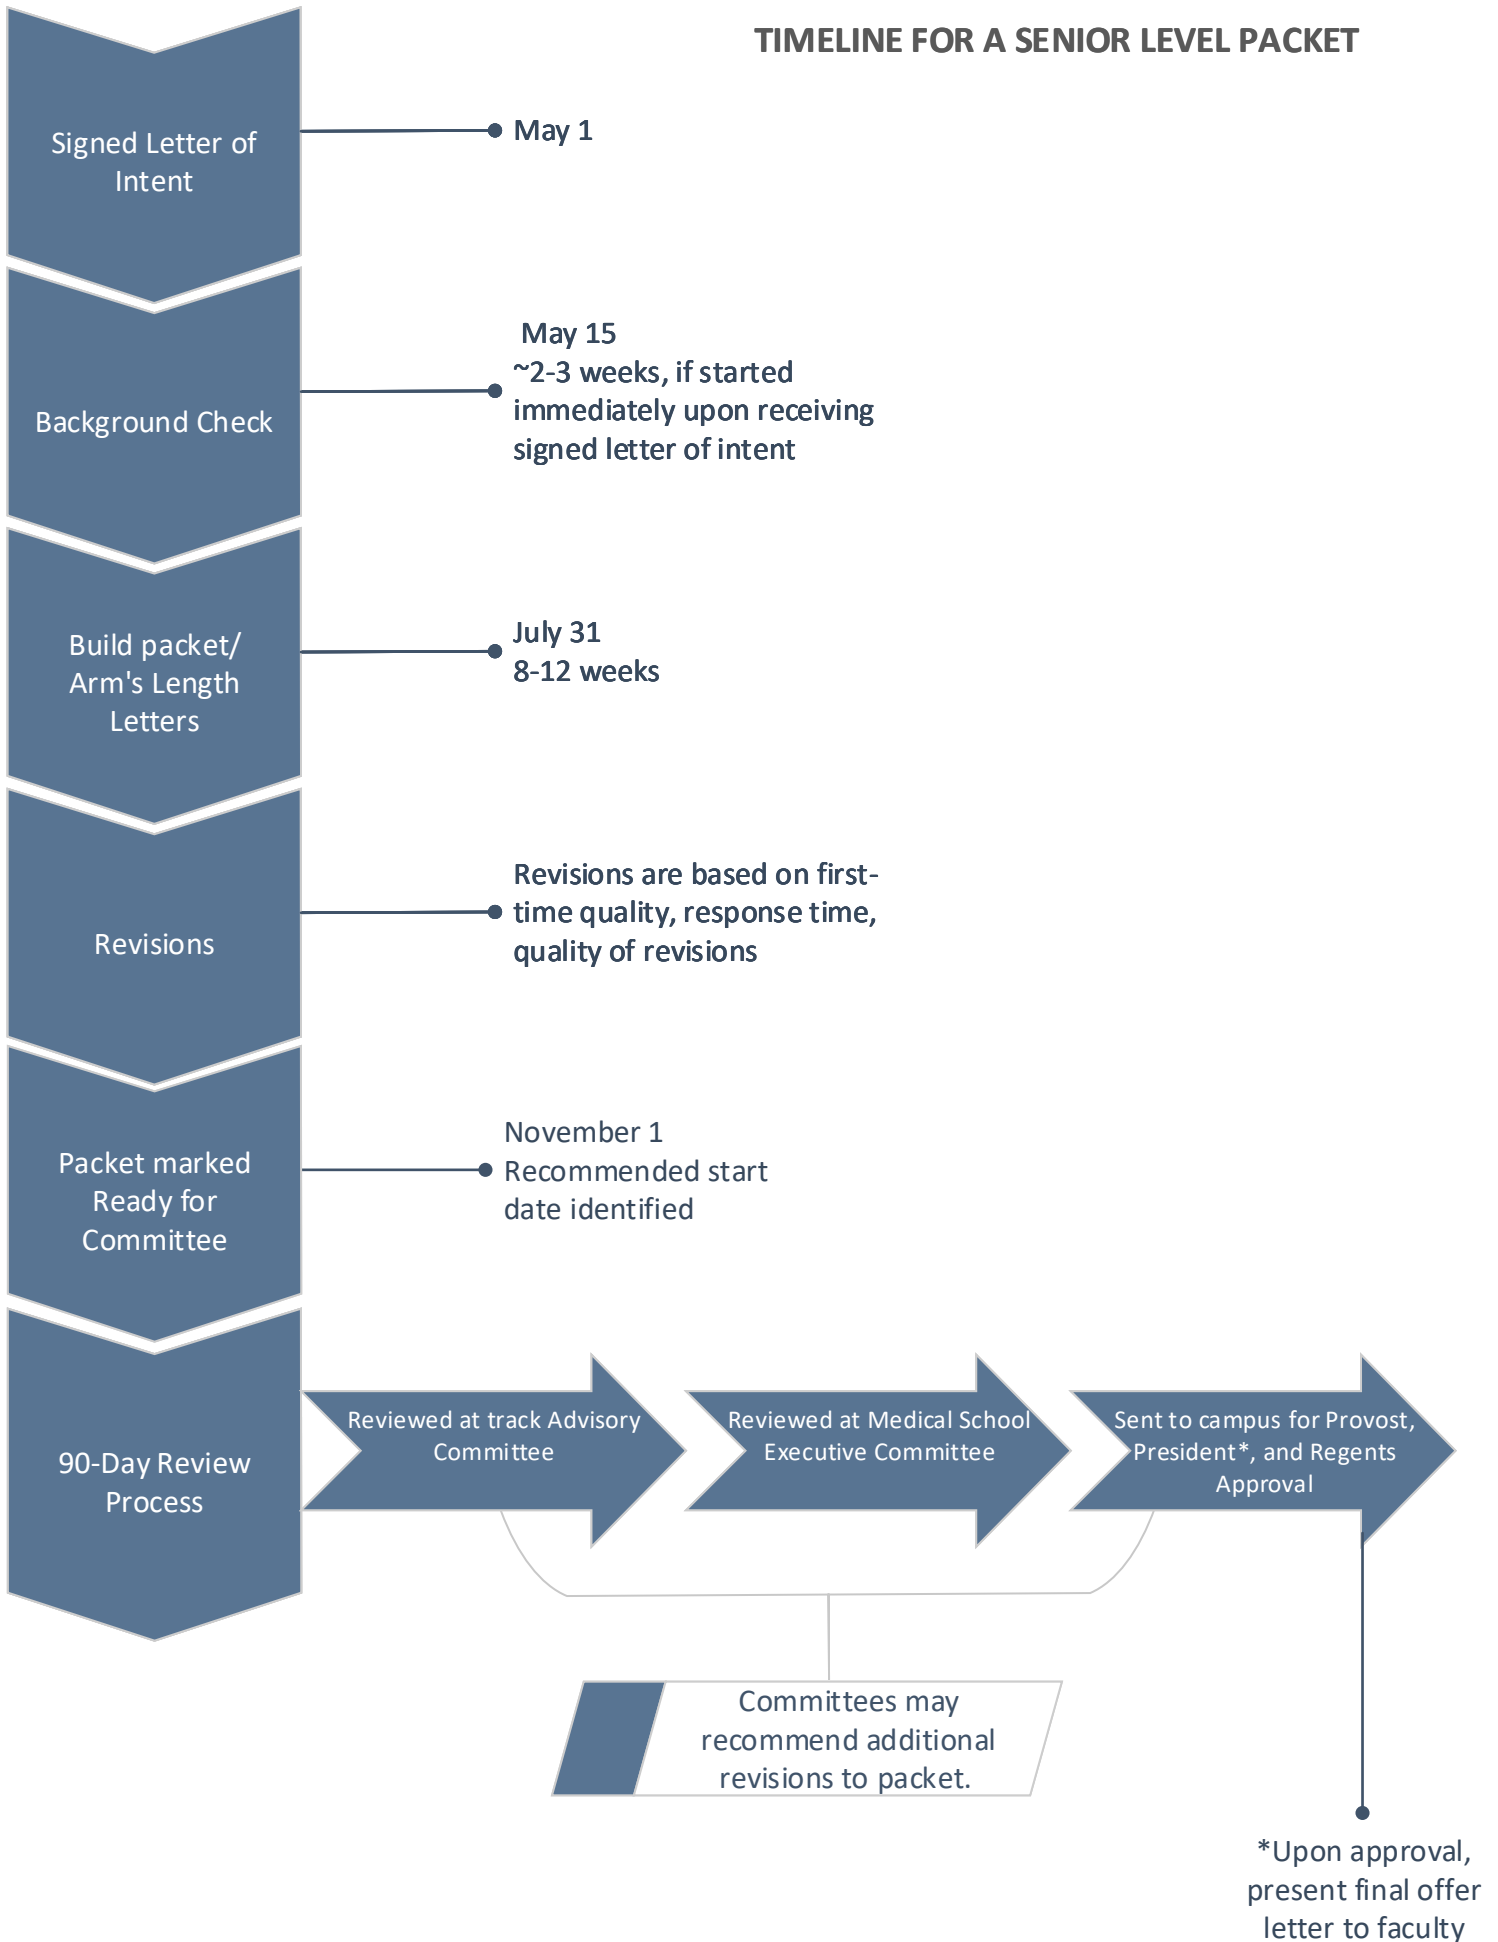 TIMELINE FOR A SENIOR LEVEL PACKET
Signed Letter of
Intent
May 1
Background Check
May 15
~2-3 weeks, if started
immediately upon receiving
signed letter of intent
Build packet/
Arm's Length
Letters
July 31
8-12 weeks
Revisions
Revisions are based on first-
time quality, response time,
quality of revisions
Packet marked
Ready for
Committee
November 1
Recommended start
date identified
90-Day Review
Process
Reviewed at track Advisory
Committee
Reviewed at Medical School
Executive Committee
Sent to campus for Provost,
President*, and Regents
Approval
Committees may
recommend additional
revisions to packet.
*Upon approval,
present final offer
letter to faculty